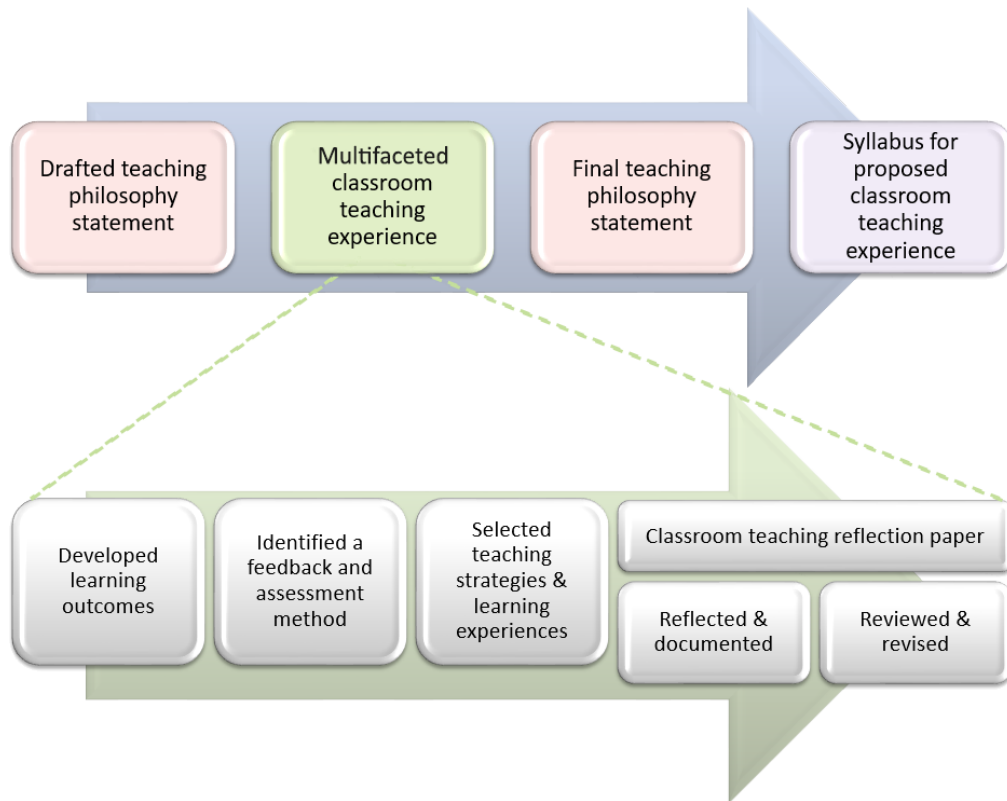 Drafted teaching
philosophy
statement
Multifaceted
classroom
teaching
experience
Final teaching
philosophy
statement
Syllabus for
proposed
classroom
teaching
experience
Developed
learning
outcomes
Identified a
feedback and
assessment
method
Selected
teaching
strategies &
learning
experiences
Classroom teaching reflection paper
Reflected &
documented
Reviewed &
revised